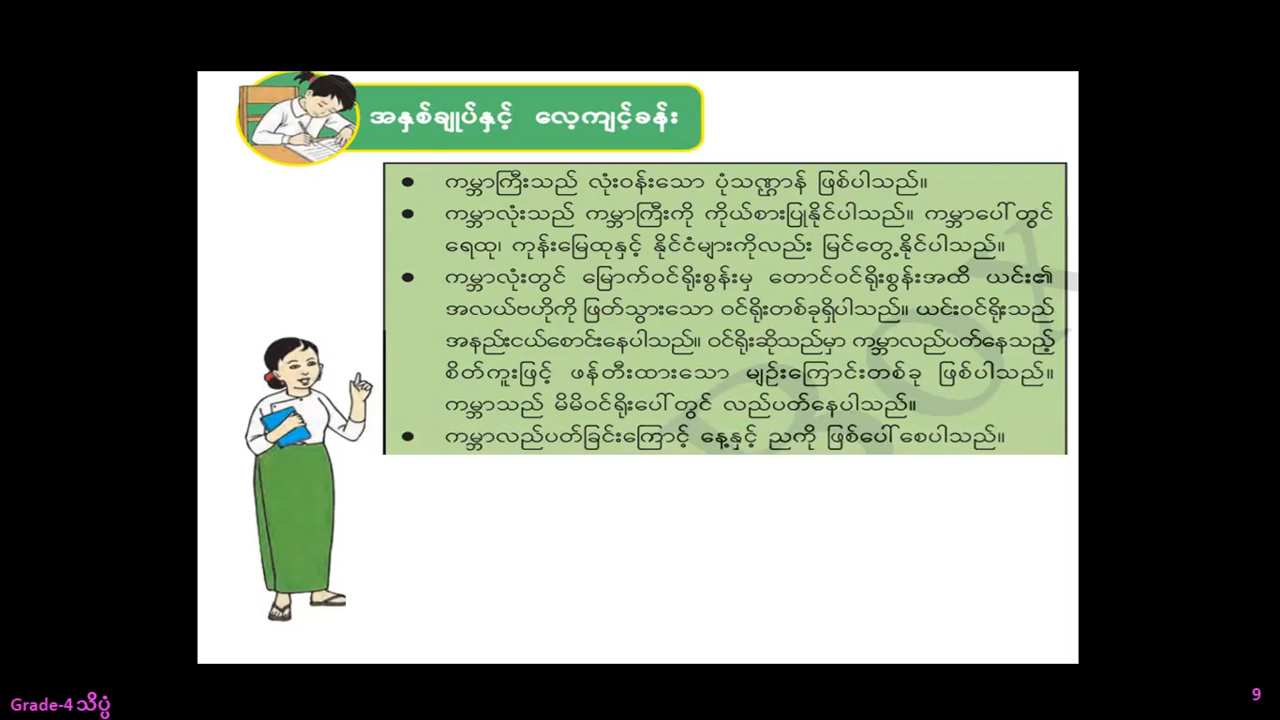 အနှစ်ချုပ်နှင့် လေ့ကျင့်ခန်း
● ကမ္ဘာကြီးသည် လုံးဝန်းသော ပုံသဏ္ဌာန် ဖြစ်ပါသည်။
● ကမ္ဘာလုံးသည် ကမ္ဘာကြီးကို ကိုယ်စားပြုနိုင်ပါသည်။ ကမ္ဘာပေါ်တွင်
ရေထု၊ ကုန်းမြေထုနှင့် နိုင်ငံများကိုလည်း မြင်တွေ့နိုင်ပါသည်။
● ကမ္ဘာလုံးတွင် မြောက်ဝင်ရိုးစွန်းမှ တောင်ဝင်ရိုးစွန်းအထိ ယင်း၏
အလယ်ဗဟိုကို ဖြတ်သွားသော ဝင်ရိုးတစ်ခုရှိပါသည်။ ယင်းဝင်ရိုးသည်
အနည်းငယ်စောင်းနေပါသည်။ ဝင်ရိုးဆိုသည်မှာ ကမ္ဘာလည်ပတ်နေသည့်
စိတ်ကူးဖြင့် ဖန်တီးထားသော မျဉ်းကြောင်းတစ်ခု ဖြစ်ပါသည်။
ကမ္ဘာသည် မိမိဝင်ရိုးပေါ်တွင် လည်ပတ်နေပါသည်။
● ကမ္ဘာလည်ပတ်ခြင်းကြောင့် နေ့နှင့် ညကို ဖြစ်ပေါ်စေပါသည်။
Grade-4 သိပ္ပံ
9